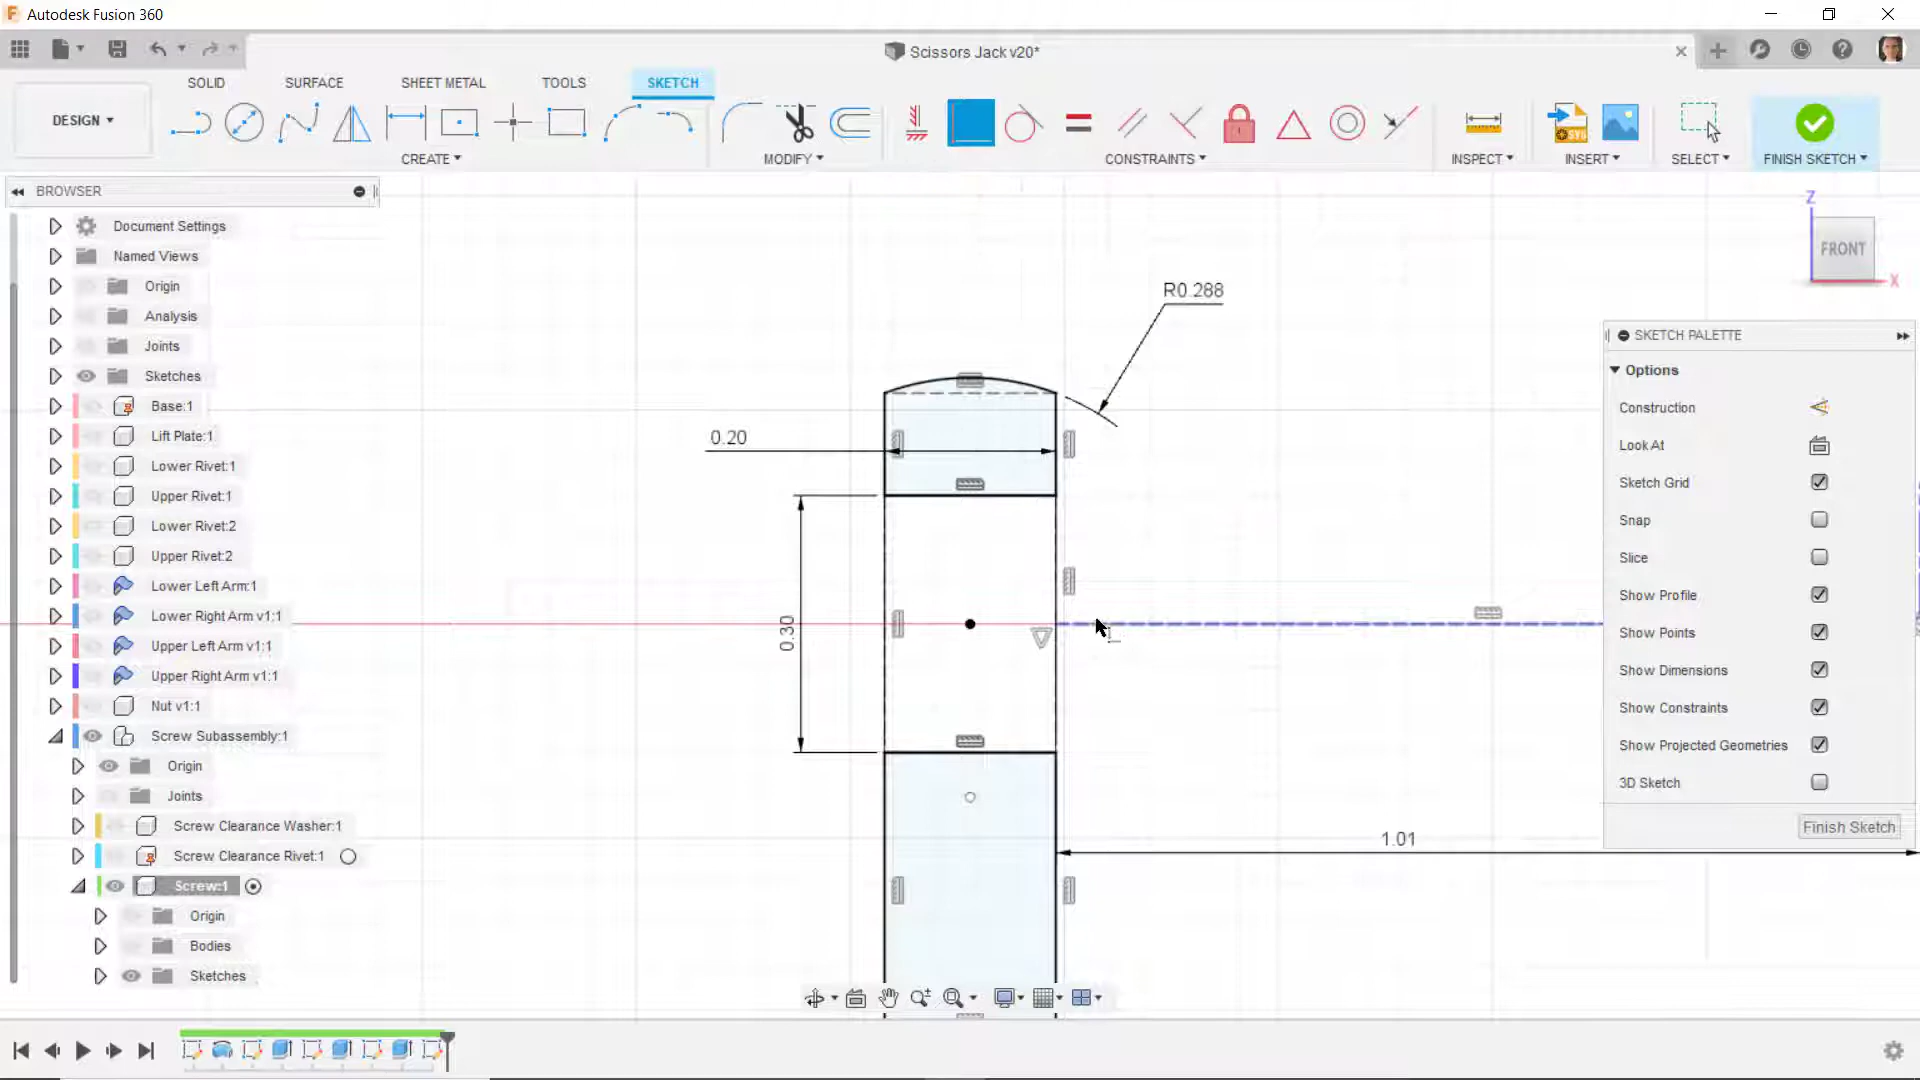 Autodesk Fusion 360
Scissors Jack v20*
SOLID SURFACE SHEET METAL TOOLS SKETCH
DESIGN
CREATE MODIFY CONSTRAINTS INSPECT INSERT SELECT FINISH SKETCH
BROWSER
Document Settings
Named Views
Origin
Analysis
Joints
Sketches
Base:1
Lift Plate:1
Lower Rivet:1
Upper Rivet:1
Lower Rivet:2
Upper Rivet:2
Lower Left Arm:1
Lower Right Arm v1:1
Upper Left Arm v1:1
Upper Right Arm v1:1
Nut v1:1
Screw Subassembly:1
Origin
Joints
Screw Clearance Washer:1
Screw Clearance Rivet:1
Screw:1
Origin
Bodies
Sketches
R0.288
0.20
0.30
1.01
Z
FRONT
X
SKETCH PALETTE
Options
Construction
Look At
Sketch Grid
Snap
Slice
Show Profile
Show Points
Show Dimensions
Show Constraints
Show Projected Geometries
3D Sketch
Finish Sketch